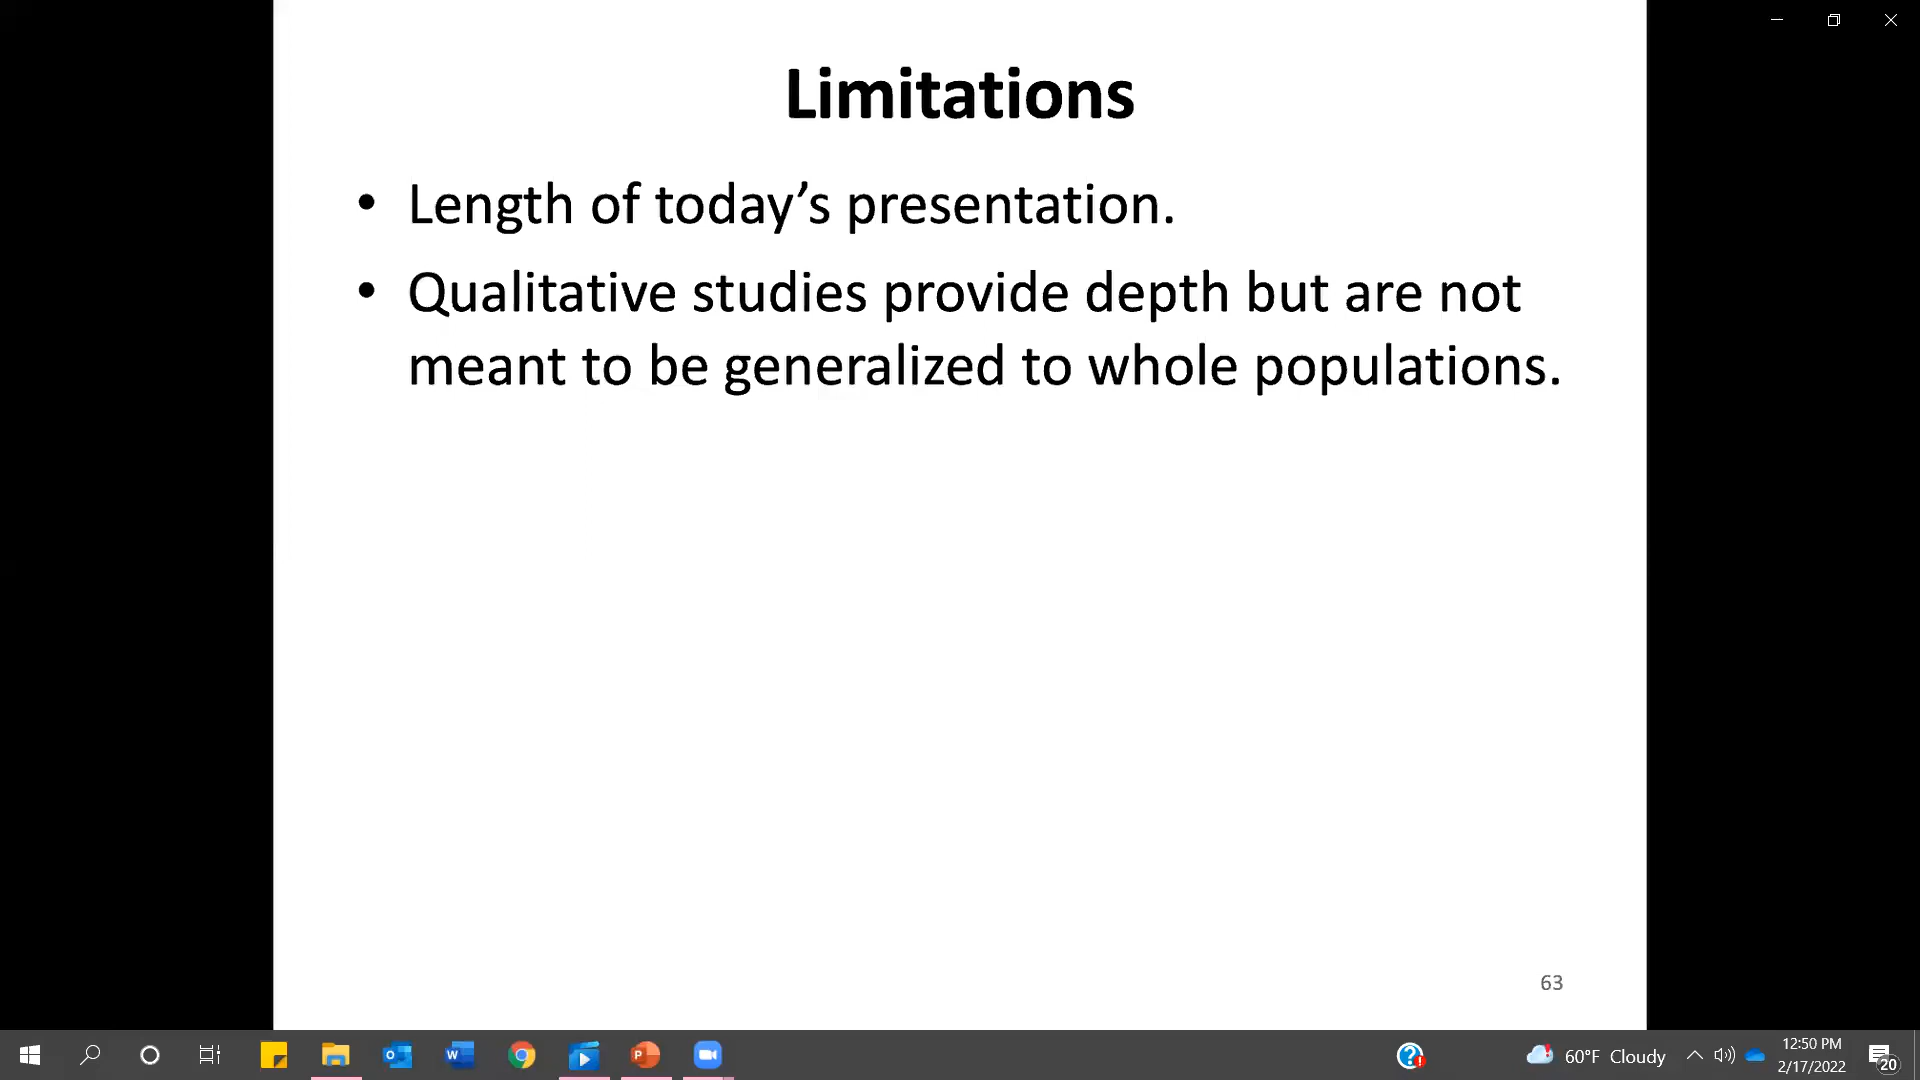 Limitations
• Length of today’s presentation.
• Qualitative studies provide depth but are not
meant to be generalized to whole populations.
63
60°F Cloudy
12:50 PM
2/17/2022
20